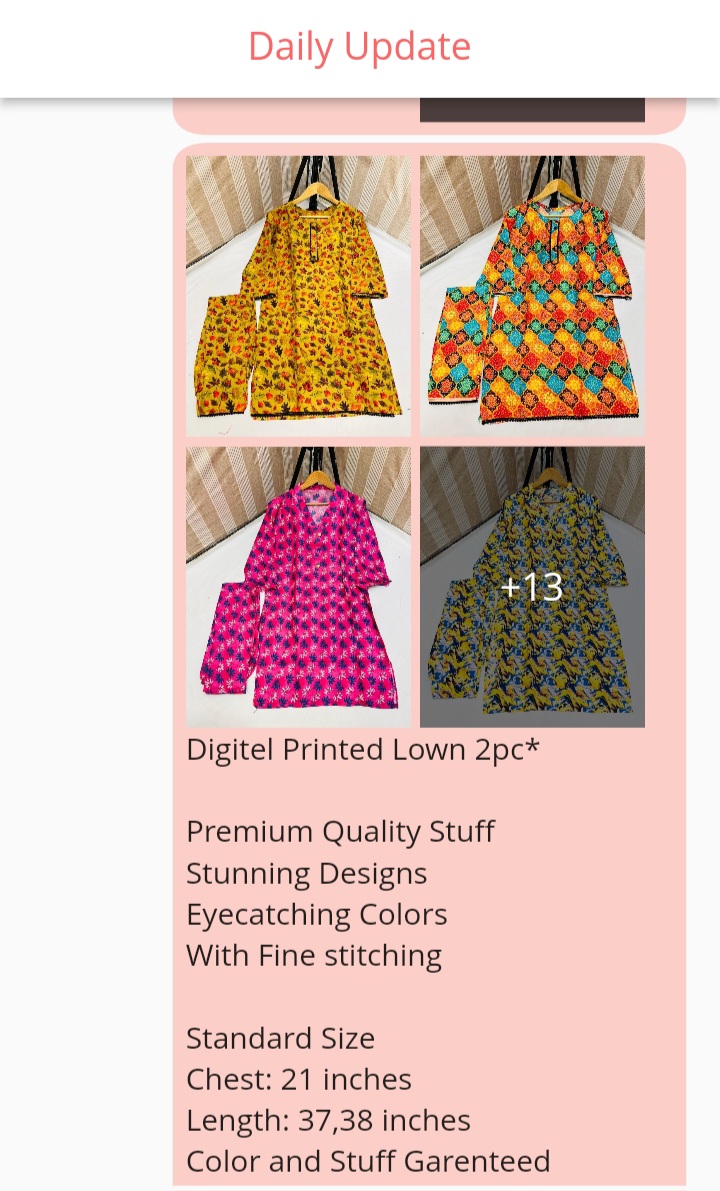 Daily Update
+13
Digitel Printed Lown 2pc*
Premium Quality Stuff
Stunning Designs
Eyecatching Colors
With Fine stitching
Standard Size
Chest: 21 inches
Length: 37,38 inches
Color and Stuff Garenteed